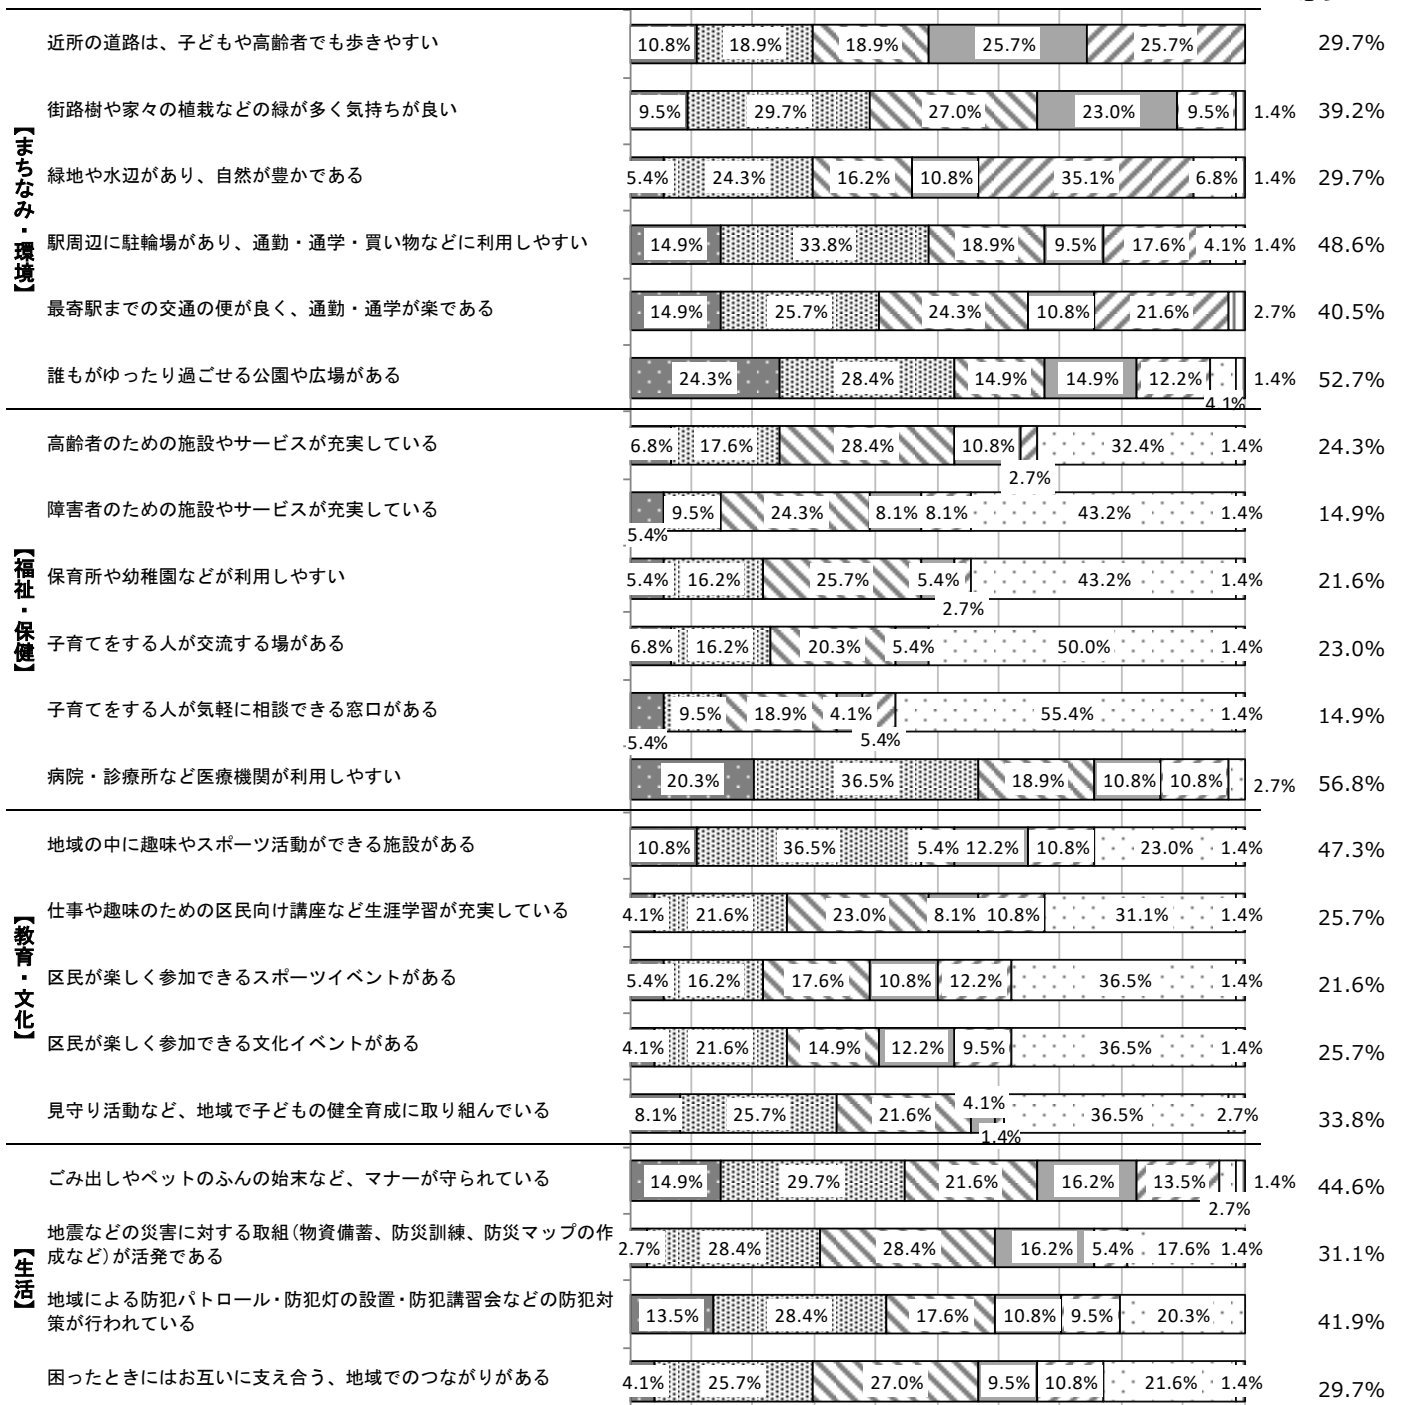 【まちなみ・環境】
近所の道路は、子どもや高齢者でも歩きやすい
10.8% 18.9% 18.9% 25.7% 25.7% 29.7%
街路樹や家々の植栽などの緑が多く気持ちが良い
9.5% 29.7% 27.0% 23.0% 9.5% 1.4% 39.2%
緑地や水辺があり、自然が豊かである
5.4% 24.3% 16.2% 10.8% 35.1% 6.8% 1.4% 29.7%
駅周辺に駐輪場があり、通勤・通学・買い物などに利用しやすい
14.9% 33.8% 18.9% 9.5% 17.6% 4.1% 1.4% 48.6%
最寄駅までの交通の便が良く、通勤・通学が楽である
14.9% 25.7% 24.3% 10.8% 21.6% 2.7% 40.5%
誰もがゆったり過ごせる公園や広場がある
24.3% 28.4% 14.9% 14.9% 12.2% 4.1% 1.4% 52.7%
【福祉・保健】
高齢者のための施設やサービスが充実している
6.8% 17.6% 28.4% 10.8% 2.7% 32.4% 1.4% 24.3%
障害者のための施設やサービスが充実している
5.4% 9.5% 24.3% 8.1% 8.1% 43.2% 1.4% 14.9%
保育所や幼稚園などが利用しやすい
5.4% 16.2% 25.7% 5.4% 2.7% 43.2% 1.4% 21.6%
子育てをする人が交流する場がある
6.8% 16.2% 20.3% 5.4% 50.0% 1.4% 23.0%
子育てをする人が気軽に相談できる窓口がある
5.4% 9.5% 18.9% 4.1% 5.4% 55.4% 1.4% 14.9%
病院・診療所など医療機関が利用しやすい
20.3% 36.5% 18.9% 10.8% 10.8% 2.7% 56.8%
【教育・文化】
地域の中に趣味やスポーツ活動ができる施設がある
10.8% 36.5% 5.4% 12.2% 10.8% 23.0% 1.4% 47.3%
仕事や趣味のための区民向け講座など生涯学習が充実している
4.1% 21.6% 23.0% 8.1% 10.8% 31.1% 1.4% 25.7%
区民が楽しく参加できるスポーツイベントがある
5.4% 16.2% 17.6% 10.8% 12.2% 36.5% 1.4% 21.6%
区民が楽しく参加できる文化イベントがある
4.1% 21.6% 14.9% 12.2% 9.5% 36.5% 1.4% 25.7%
見守り活動など、地域で子どもの健全育成に取り組んでいる
8.1% 25.7% 21.6% 4.1% 1.4% 36.5% 2.7% 33.8%
【生活】
ごみ出しやペットのふんの始末など、マナーが守られている
14.9% 29.7% 21.6% 16.2% 13.5% 2.7% 1.4% 44.6%
地震などの災害に対する取組(物資備蓄、防災訓練、防災マップの作
成など)が活発である
2.7% 28.4% 28.4% 16.2% 5.4% 17.6% 1.4% 31.1%
地域による防犯パトロール・防犯灯の設置・防犯講習会などの防犯対
策が行われている
13.5% 28.4% 17.6% 10.8% 9.5% 20.3% 41.9%
困ったときにはお互いに支え合う、地域でのつながりがある
4.1% 25.7% 27.0% 9.5% 10.8% 21.6% 1.4% 29.7%